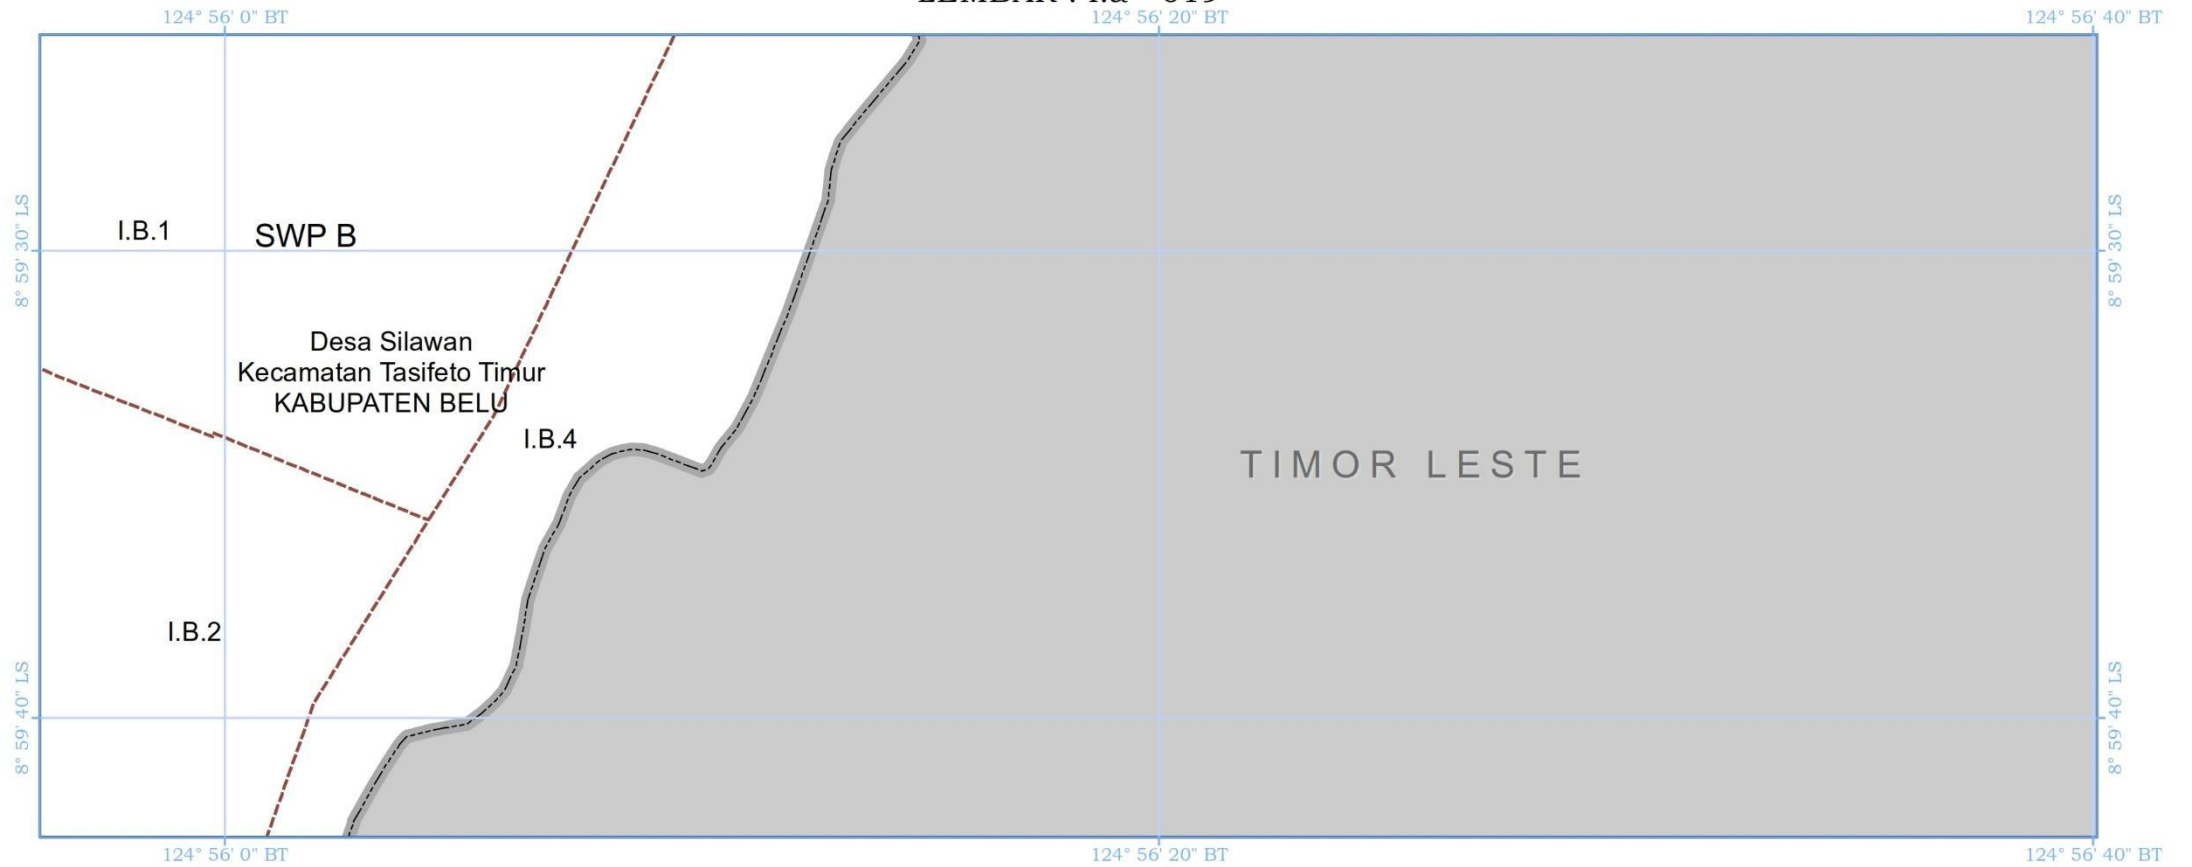 124° 56' 0" BT
124° 56' 20" BT
124° 56' 40" BT
8° 59' 30" LS
I.B.1
SWP B
8° 59' 30" LS
Desa Silawan
Kecamatan Tasifeto Timur
KABUPATEN BELU
I.B.4
TIMOR LESTE
I.B.2
8° 59' 40" LS
8° 59' 40" LS
124° 56' 0" BT
124° 56' 20" BT
124° 56' 40" BT